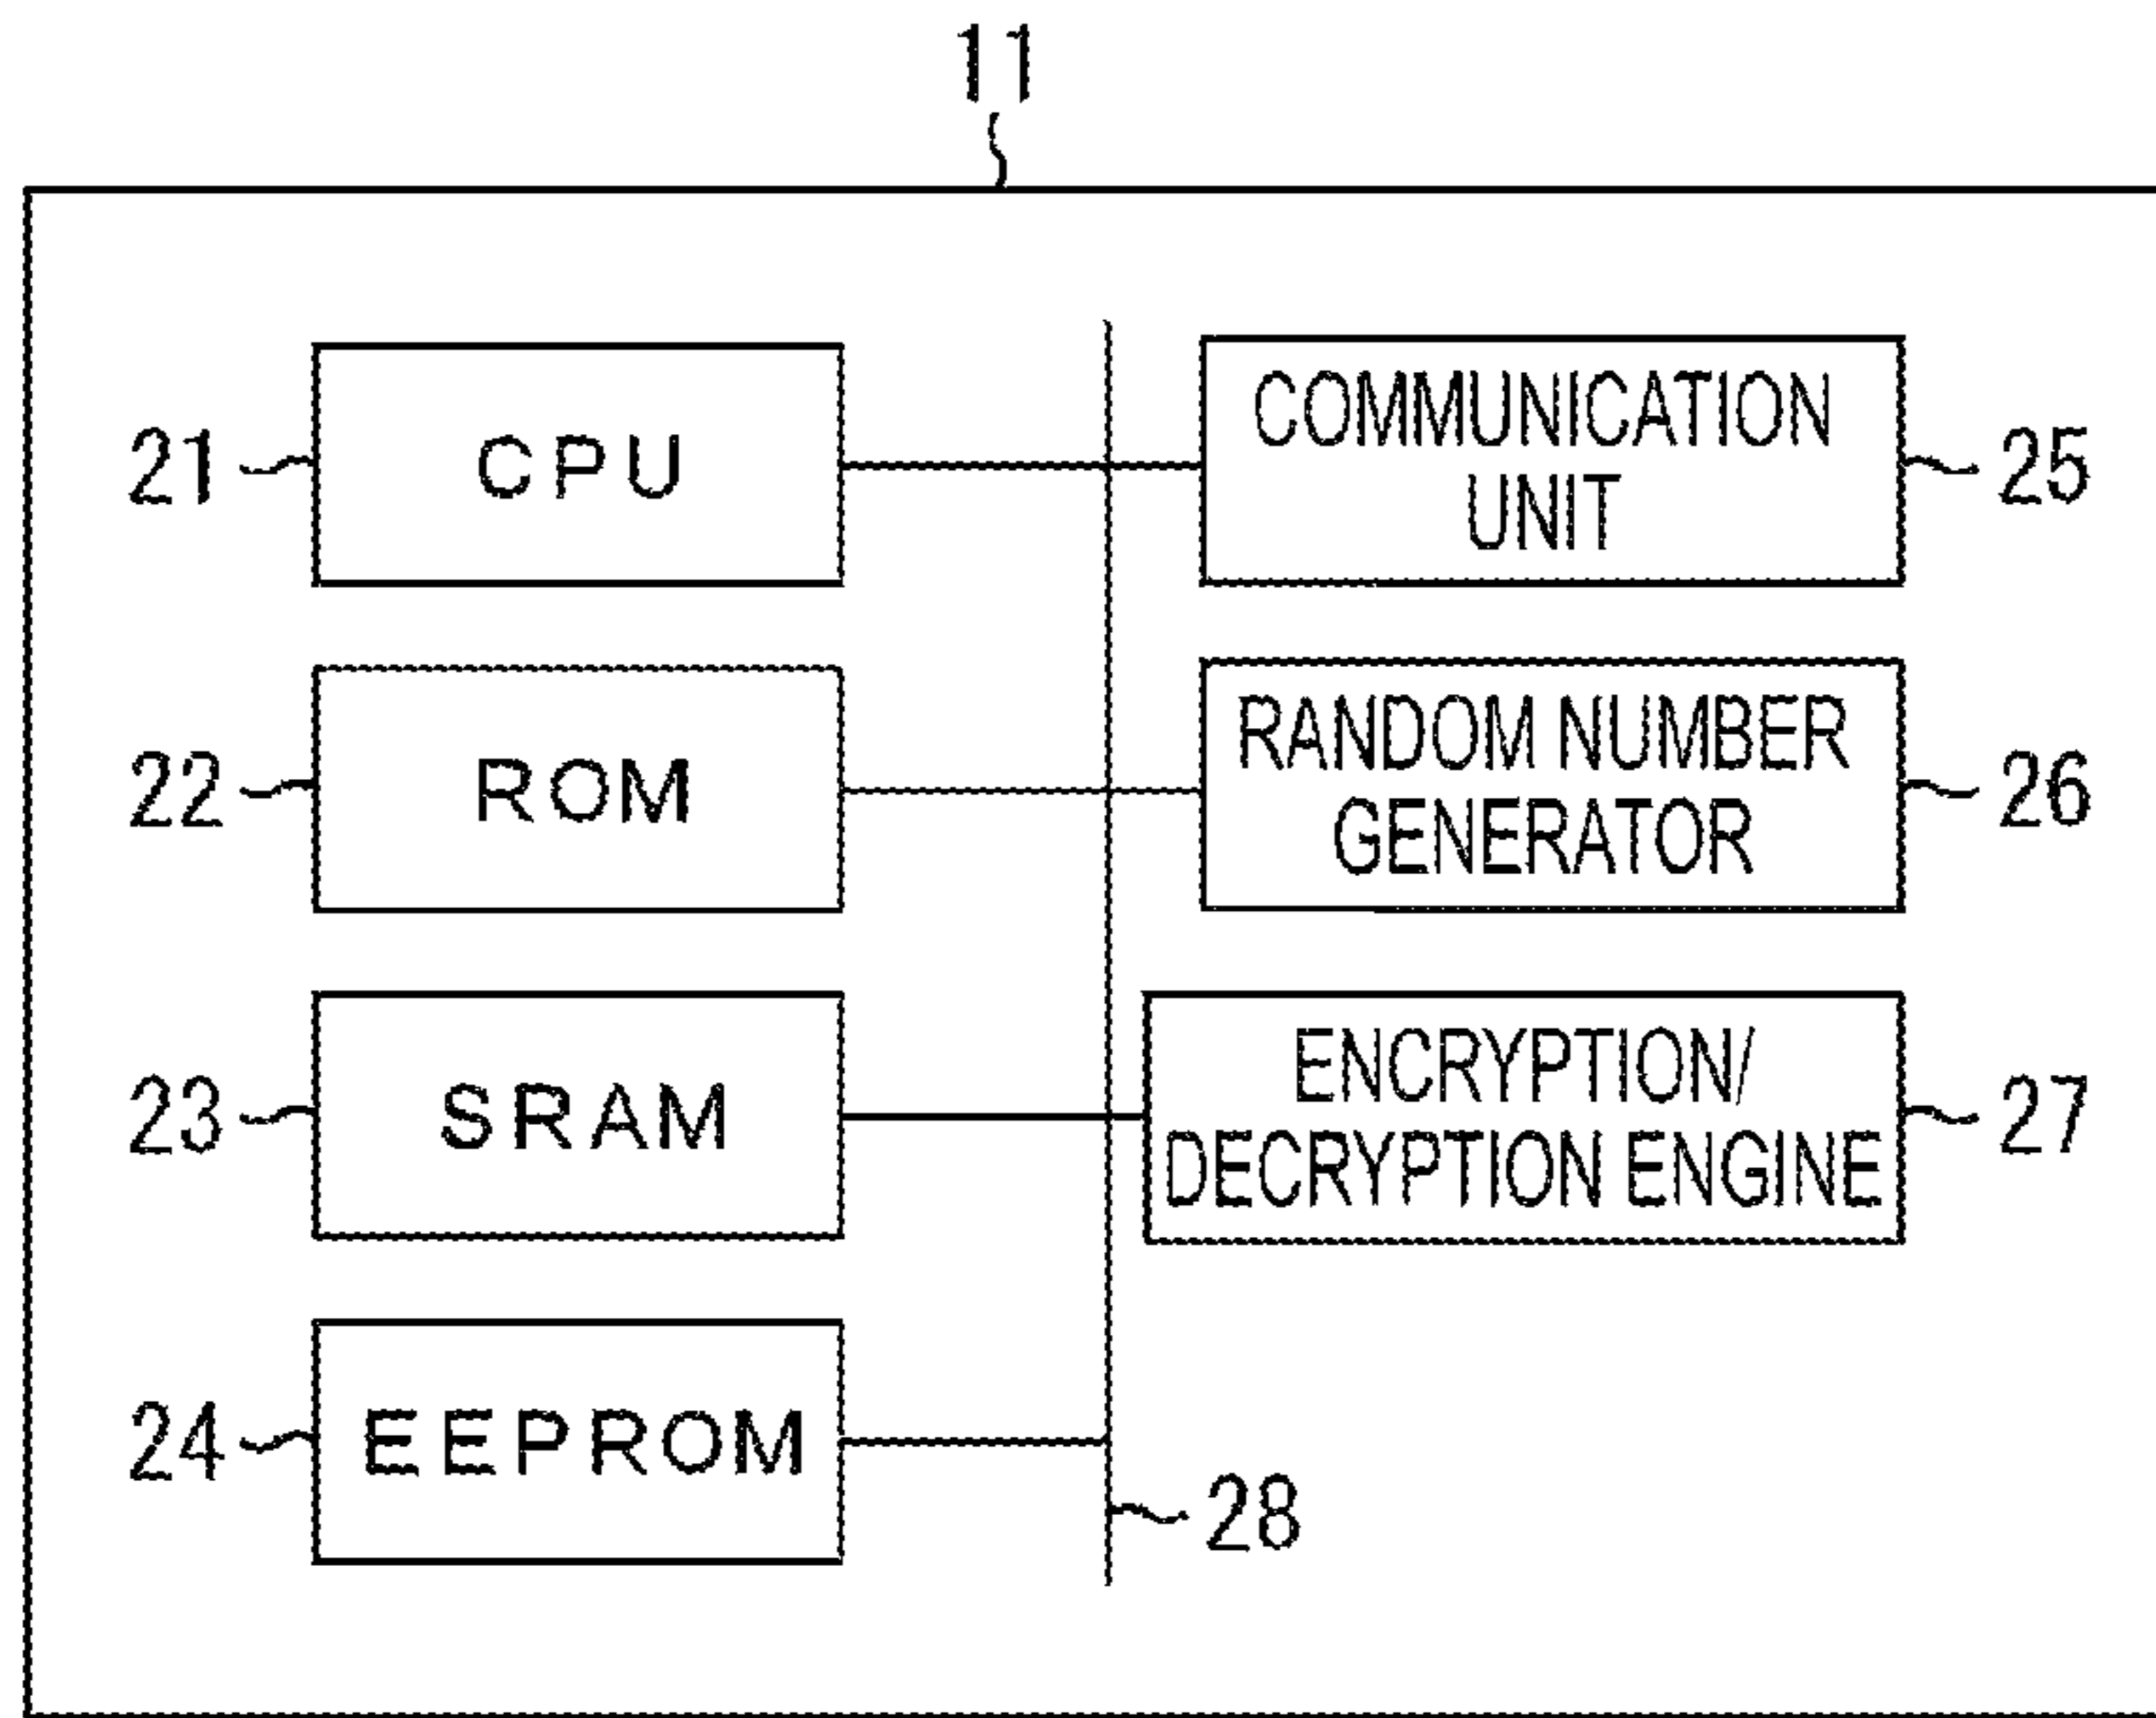 11
21
CPU
COMMUNICATION
UNIT
25
22
ROM
RANDOM NUMBER
GENERATOR
26
23
SRAM
ENCRYPTION/
DECRYPTION ENGINE
27
24
EEPROM
28